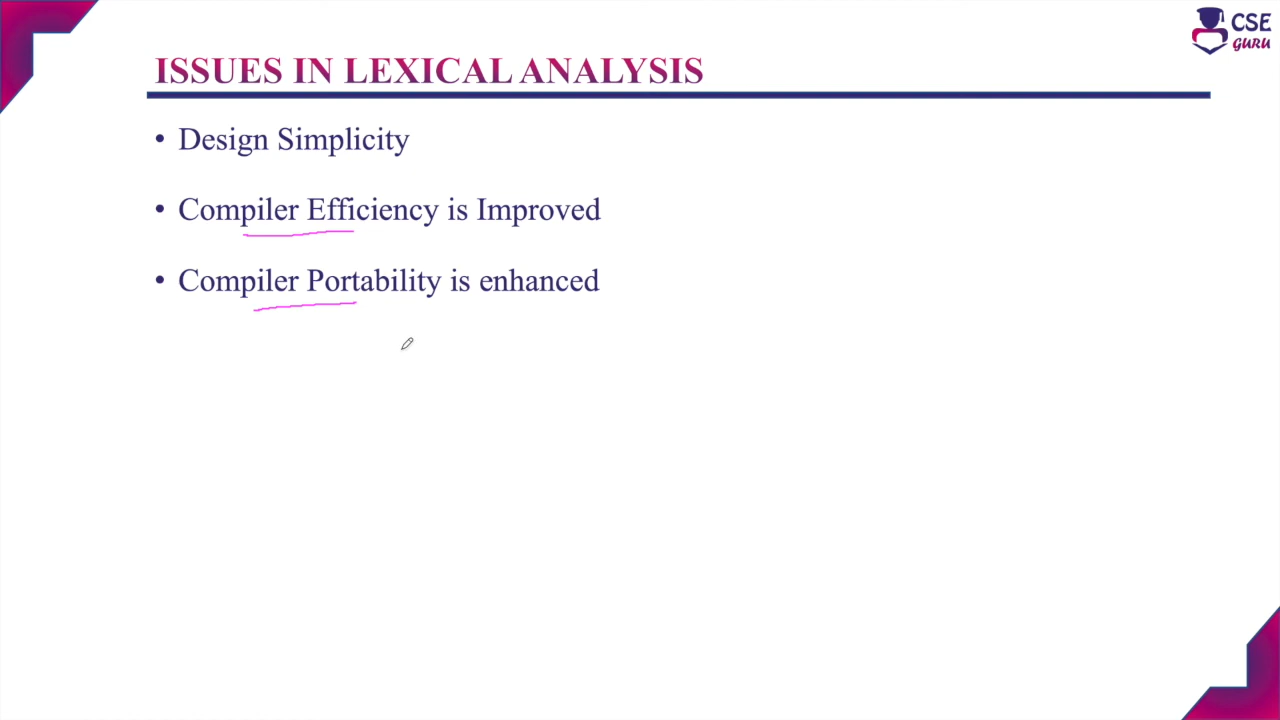 CSE
GURU
ISSUES IN LEXICAL ANALYSIS
• Design Simplicity
• Compiler Efficiency is Improved
• Compiler Portability is enhanced